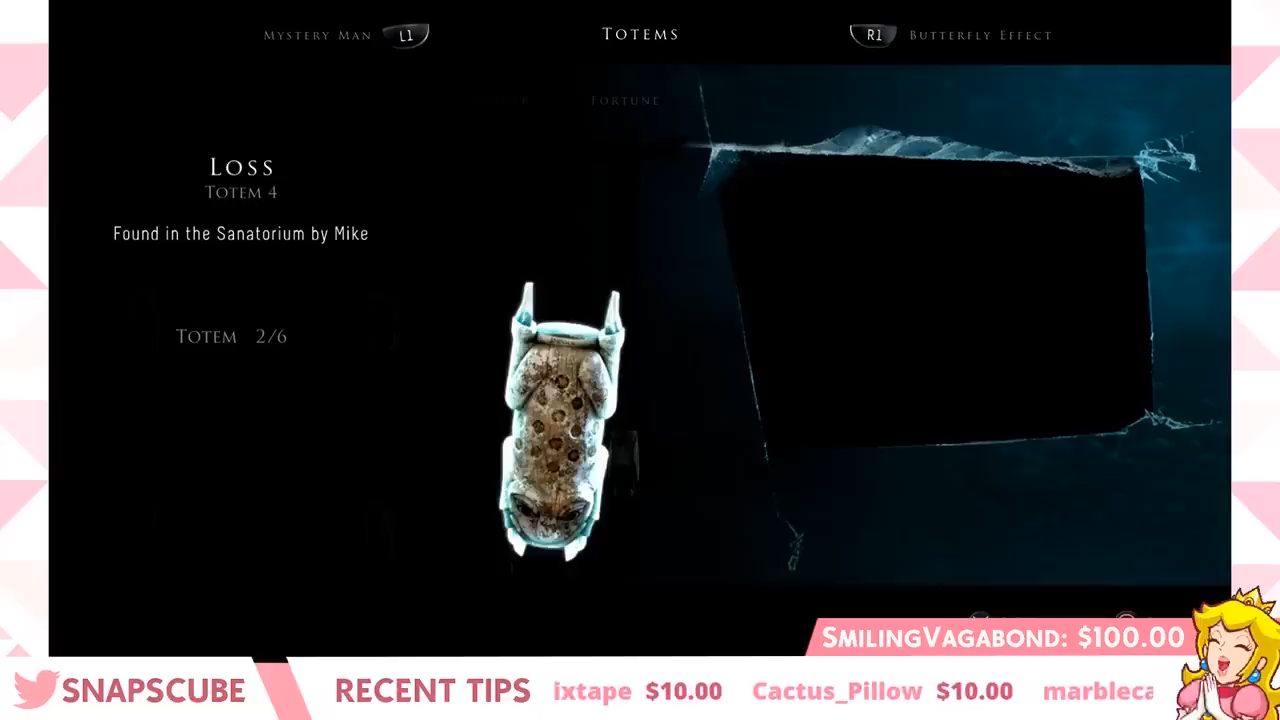 MYSTERY MAN L1
TOTEMS
R1 BUTTERFLY EFFECT
FORTUNE
LOSS
TOTEM 4
Found in the Sanatorium by Mike
TOTEM 2/6
SMILINGVAGABOND: $100.00
SNAPSCUBE
RECENT TIPS
ixtape $10.00 Cactus_Pillow $10.00 marbleca